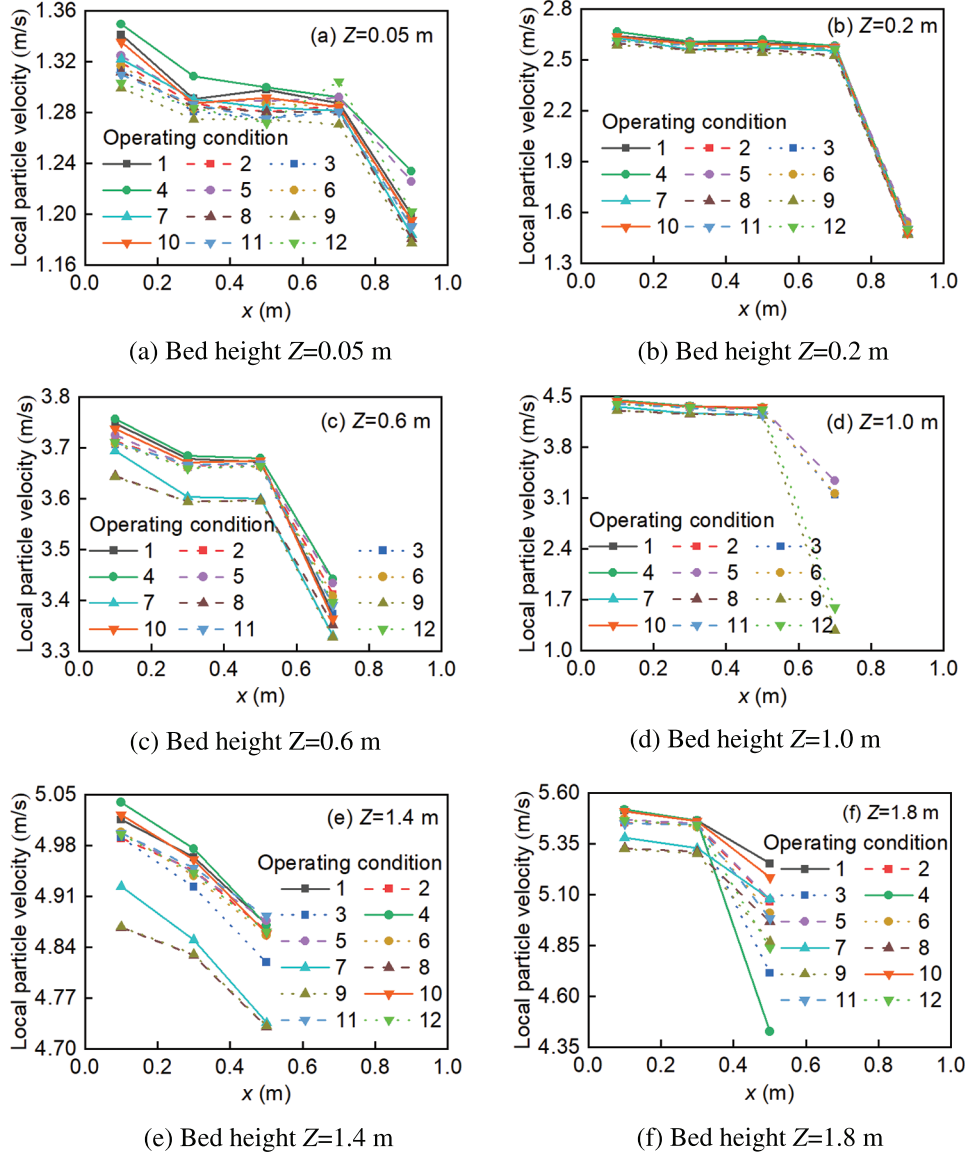 Local particle velocity (m/s)
1.36
1.32
1.28
1.24
1.20
1.16
(a) Z=0.05 m
Operating condition
1 2 3
4 5 6
7 8 9
10 11 12
0.0 0.2 0.4 0.6 0.8 1.0
x (m)
(a) Bed height Z=0.05 m
Local particle velocity (m/s)
2.8
2.5
2.2
1.9
1.6
1.3
(b) Z=0.2 m
Operating condition
1 2 3
4 5 6
7 8 9
10 11 12
0.0 0.2 0.4 0.6 0.8 1.0
x (m)
(b) Bed height Z=0.2 m
Local particle velocity (m/s)
3.8
3.7
3.6
3.5
3.4
3.3
(c) Z=0.6 m
Operating condition
1 2 3
4 5 6
7 8 9
10 11 12
0.0 0.2 0.4 0.6 0.8 1.0
x (m)
(c) Bed height Z=0.6 m
Local particle velocity (m/s)
4.5
3.8
3.1
2.4
1.7
1.0
(d) Z=1.0 m
Operating condition
1 2 3
4 5 6
7 8 9
10 11 12
0.0 0.2 0.4 0.6 0.8 1.0
x (m)
(d) Bed height Z=1.0 m
Local particle velocity (m/s)
5.05
4.98
4.91
4.84
4.77
4.70
(e) Z=1.4 m
Operating condition
1 2
3 4
5 6
7 8
9 10
11 12
0.0 0.2 0.4 0.6 0.8 1.0
x (m)
(e) Bed height Z=1.4 m
Local particle velocity (m/s)
5.60
5.35
5.10
4.85
4.60
4.35
(f) Z=1.8 m
Operating condition
1 2
3 4
5 6
7 8
9 10
11 12
0.0 0.2 0.4 0.6 0.8 1.0
x (m)
(f) Bed height Z=1.8 m